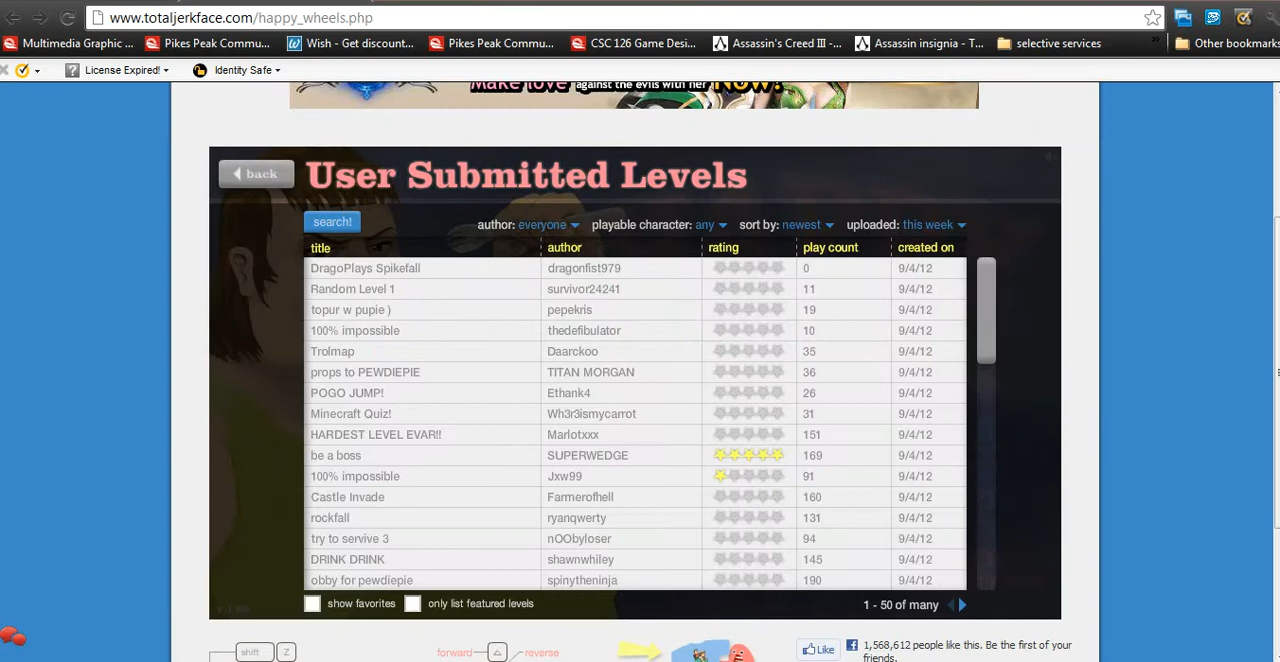 www.totaljerkface.com/happy_wheels.php
Multimedia Graphic ... Pikes Peak Commu... Wish - Get discount... Pikes Peak Commu... CSC 126 Game Desi... Assassin's Creed III -... Assassin insignia - T... selective services » Other bookmarks
License Expired! Identity Safe
Make love against the evils with her Now!
back User Submitted Levels
search! author: everyone playable character: any sort by: newest uploaded: this week
title author rating play count created on
DragoPlays Spikefall dragonfist979 0 9/4/12
Random Level 1 survivor24241 11 9/4/12
topur w pupie ) pepekris 19 9/4/12
100% impossible thedefibulator 10 9/4/12
Trolmap Daarckoo 35 9/4/12
props to PEWDIEPIE TITAN MORGAN 36 9/4/12
POGO JUMP! Ethank4 26 9/4/12
Minecraft Quiz! Wh3r3ismycarrot 31 9/4/12
HARDEST LEVEL EVAR!! Marlotxxx 151 9/4/12
be a boss SUPERWEDGE 169 9/4/12
100% impossible Jxw99 91 9/4/12
Castle Invade Farmerofhell 160 9/4/12
rockfall ryanqwerty 131 9/4/12
try to servive 3 nOObyloser 94 9/4/12
DRINK DRINK shawnwhiley 145 9/4/12
obby for pewdiepie spinytheninja 190 9/4/12
show favorites only list featured levels 1 - 50 of many
shift Z forward reverse Like 1,568,612 people like this. Be the first of your
friends.